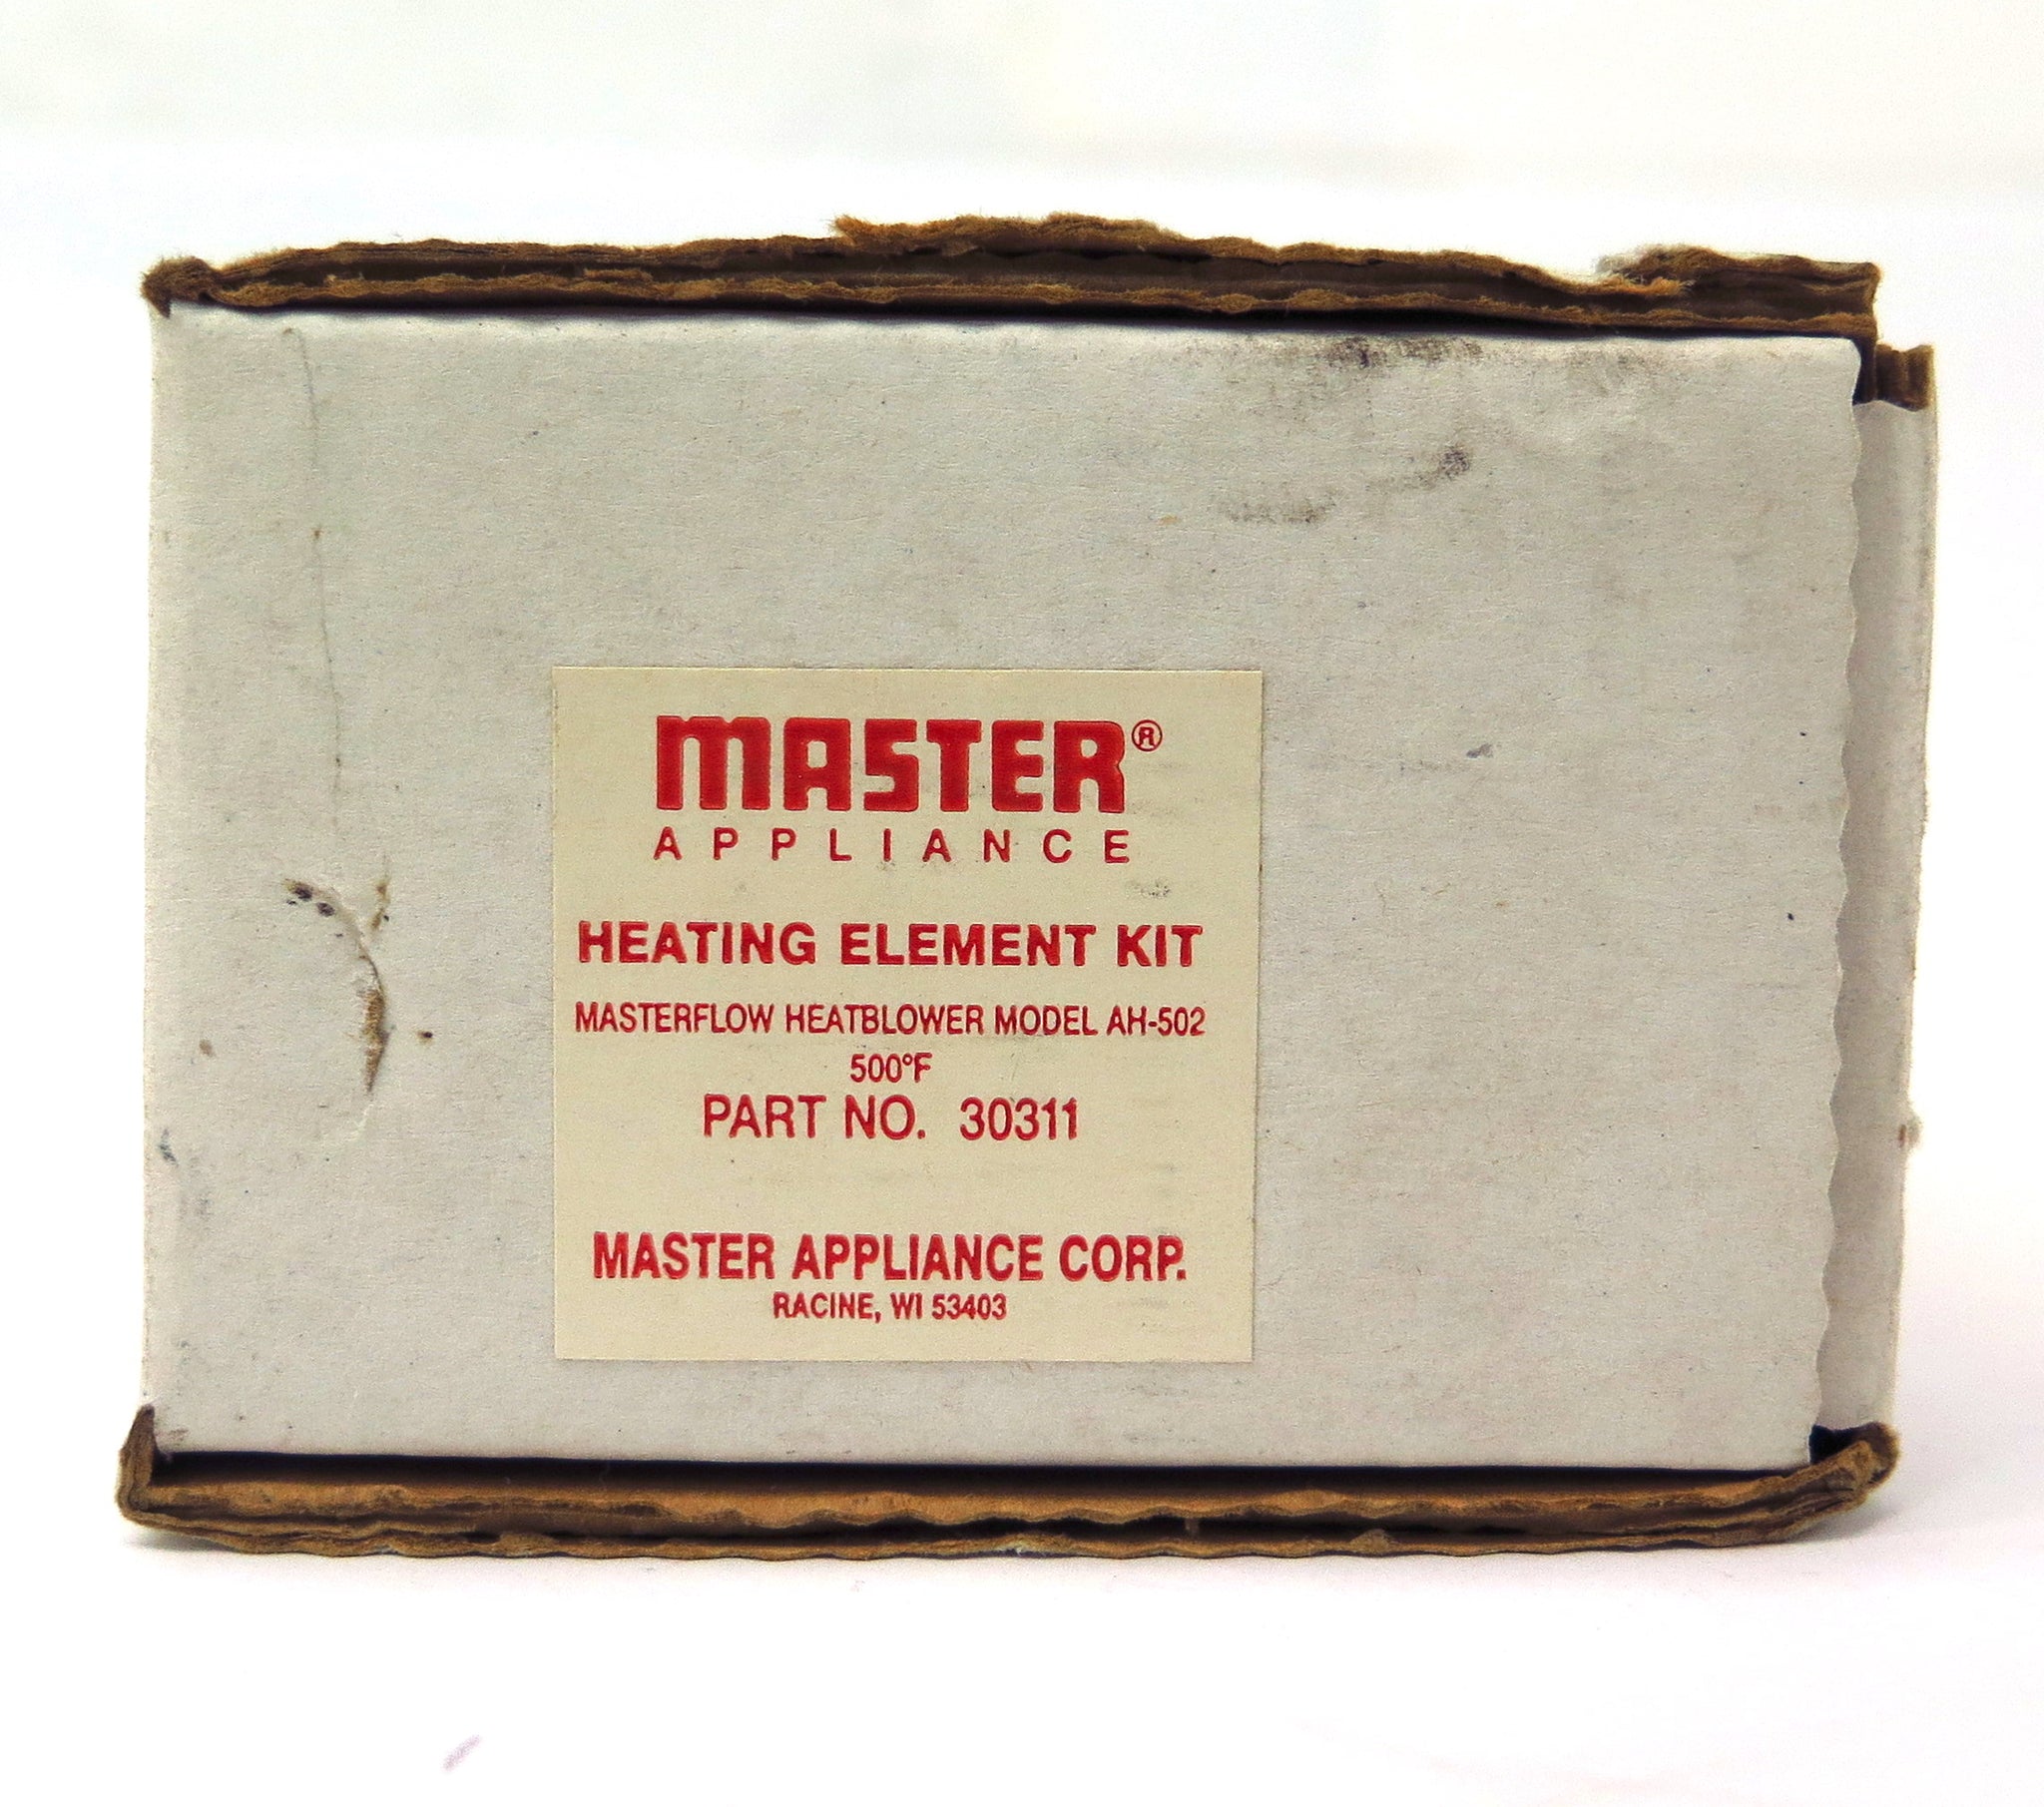 MASTER®
APPLIANCE
HEATING ELEMENT KIT
MASTERFLOW HEATBLOWER MODEL AH-502
500°F
PART NO. 30311
MASTER APPLIANCE CORP.
RACINE, WI 53403